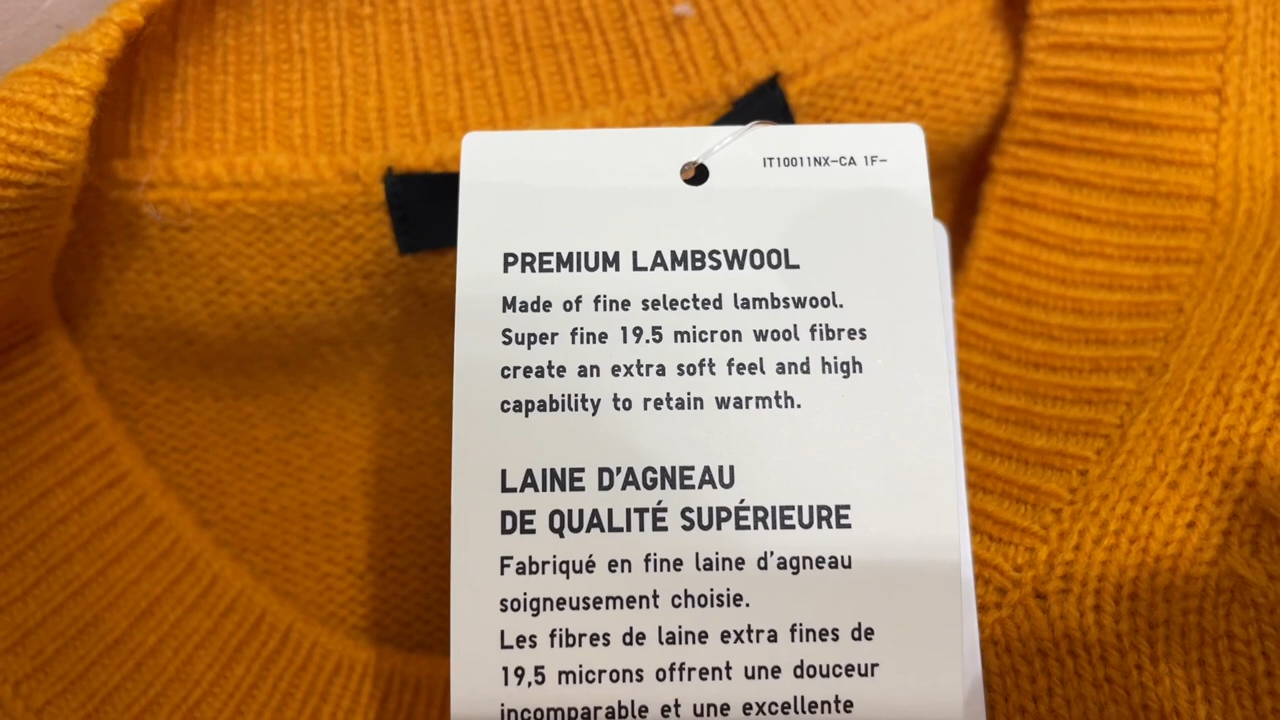 IT10011NX-CA 1F-
PREMIUM LAMBSWOOL
Made of fine selected lambswool.
Super fine 19.5 micron wool fibres
create an extra soft feel and high
capability to retain warmth.
LAINE D'AGNEAU
DE QUALITÉ SUPÉRIEURE
Fabriqué en fine laine d'agneau
soigneusement choisie.
Les fibres de laine extra fines de
19,5 microns offrent une douceur
incomparable et une excellente